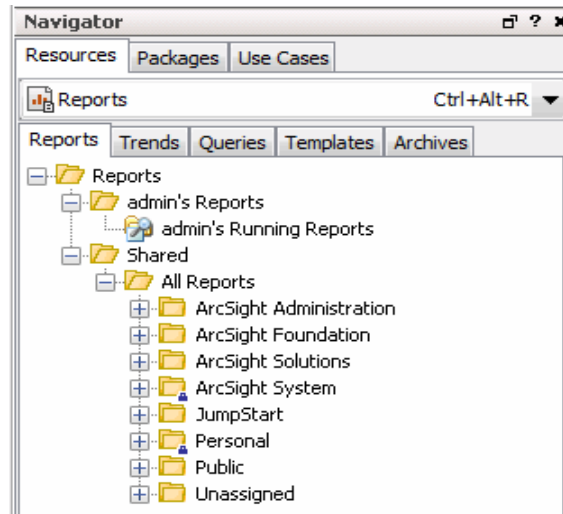 Navigator ?
Resources Packages Use Cases
Reports Ctrl+Alt+R
Reports Trends Queries Templates Archives
Reports
admin's Reports
admin's Running Reports
Shared
All Reports
ArcSight Administration
ArcSight Foundation
ArcSight Solutions
ArcSight System
JumpStart
Personal
Public
Unassigned